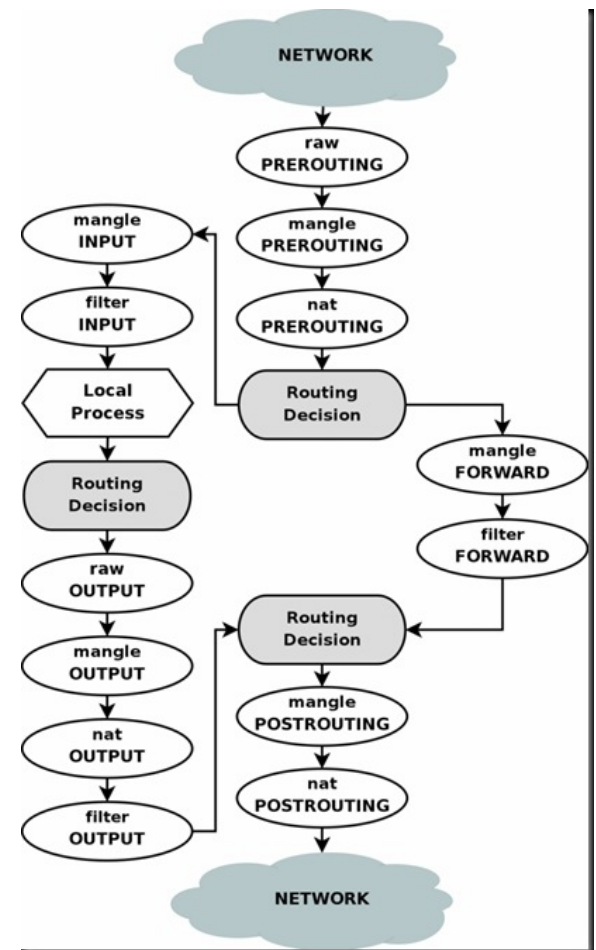 NETWORK
raw
PREROUTING
mangle
PREROUTING
nat
PREROUTING
Routing
Decision
mangle
INPUT
filter
INPUT
Local
Process
Routing
Decision
raw
OUTPUT
mangle
OUTPUT
nat
OUTPUT
filter
OUTPUT
mangle
FORWARD
filter
FORWARD
Routing
Decision
mangle
POSTROUTING
nat
POSTROUTING
NETWORK